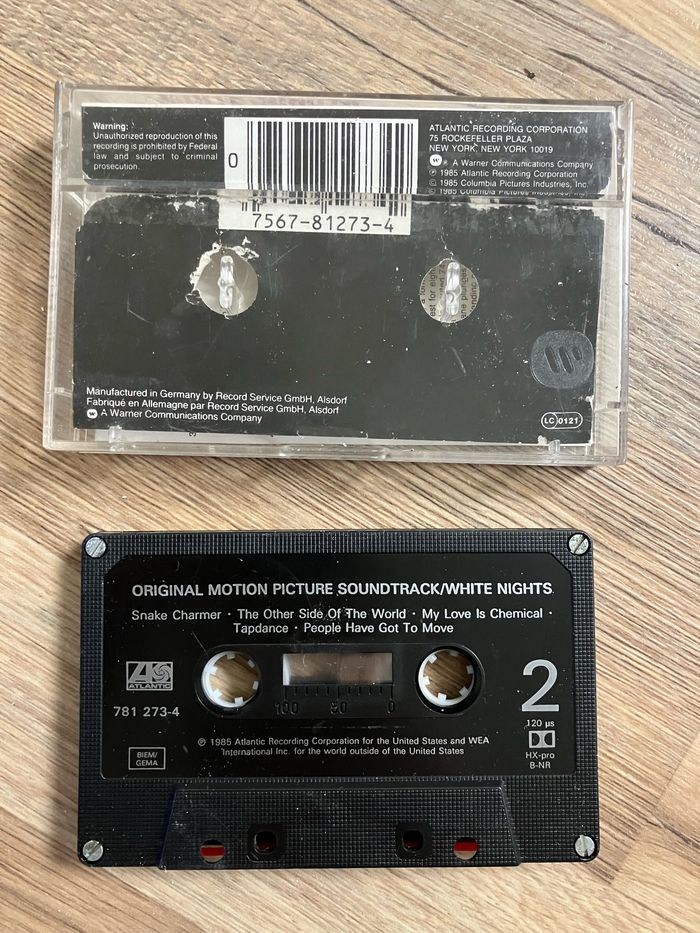 Warning:
Unauthorized reproduction of this
recording is prohibited by Federal
law and subject to criminal
prosecution.
0
7567-81273-4
ATLANTIC RECORDING CORPORATION
75 ROCKEFELLER PLAZA
NEW YORK, NEW YORK 10019
A Warner Communications Company
℗ 1985 Atlantic Recording Corporation
© 1985 Columbia Pictures Industries, Inc.
Manufactured in Germany by Record Service GmbH, Alsdorf
Fabriqué en Allemagne par Record Service GmbH, Alsdorf
A Warner Communications Company
LC 0121
ORIGINAL MOTION PICTURE SOUNDTRACK/WHITE NIGHTS
Snake Charmer · The Other Side Of The World · My Love Is Chemical ·
Tapdance · People Have Got To Move
ATLANTIC
781 273-4
100 50 0
2
120 µs
HX-pro
B-NR
℗ 1985 Atlantic Recording Corporation for the United States and WEA
International Inc. for the world outside of the United States
BIEM/
GEMA